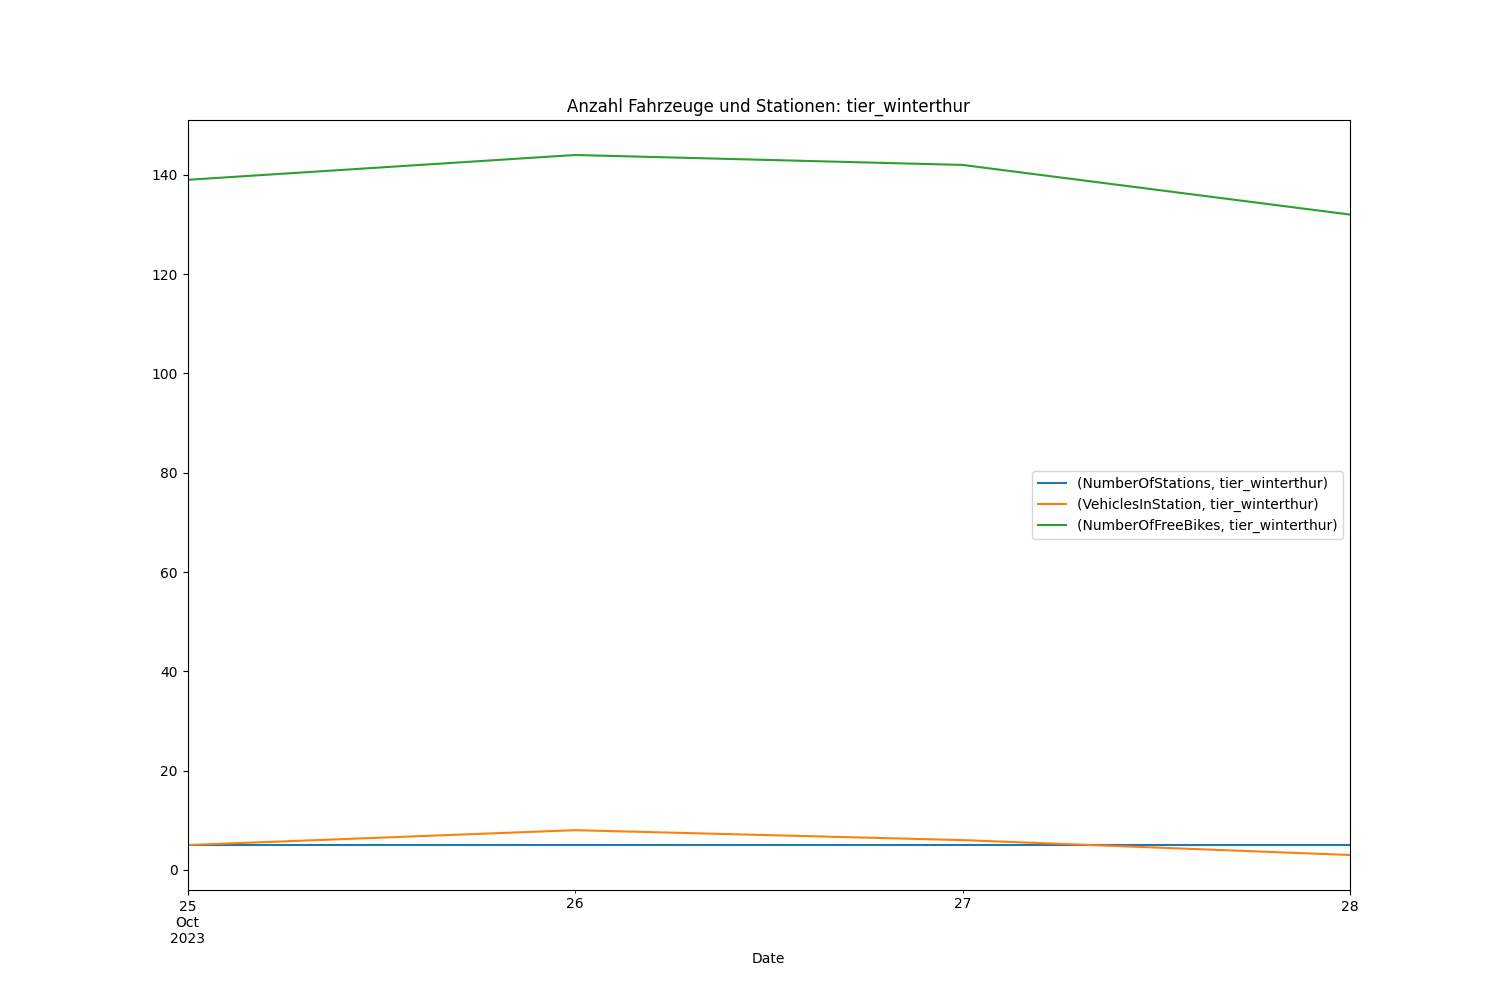 Anzahl Fahrzeuge und Stationen: tier_winterthur
140
120
100
80
60
40
20
0
(NumberOfStations, tier_winterthur)
(VehiclesInStation, tier_winterthur)
(NumberOfFreeBikes, tier_winterthur)
25 26 27 28
Oct
2023
Date